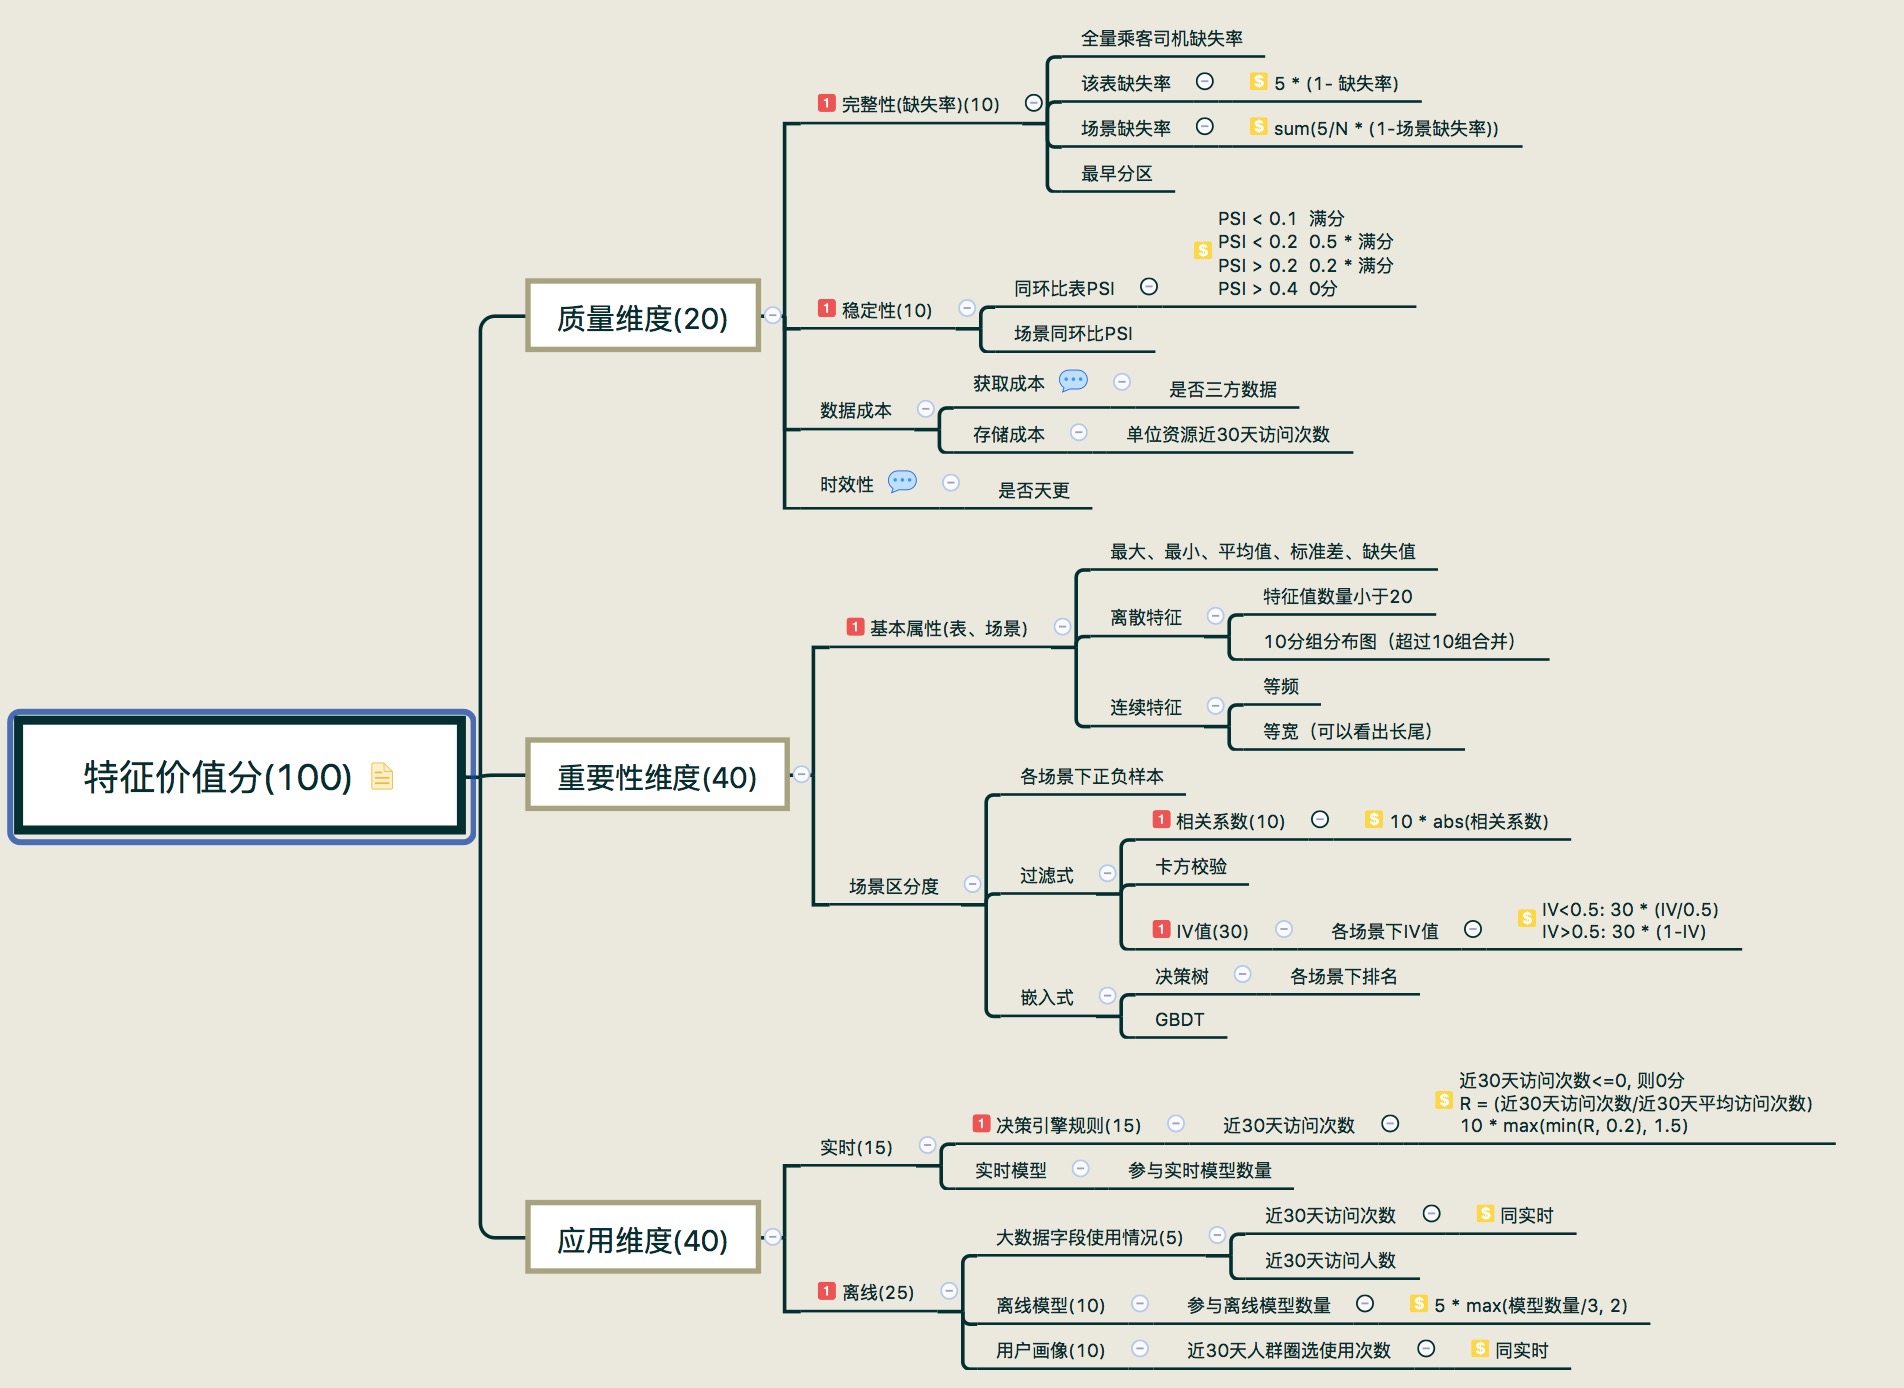 特征价值分(100)
质量维度(20)
1 完整性(缺失率)(10)
全量乘客司机缺失率
该表缺失率
$ 5 * (1- 缺失率)
场景缺失率
$ sum(5/N * (1-场景缺失率))
最早分区
1 稳定性(10)
同环比表PSI
$ PSI < 0.1 满分
PSI < 0.2 0.5 * 满分
PSI > 0.2 0.2 * 满分
PSI > 0.4 0分
场景同环比PSI
数据成本
获取成本
是否三方数据
存储成本
单位资源近30天访问次数
时效性
是否天更
重要性维度(40)
1 基本属性(表、场景)
最大、最小、平均值、标准差、缺失值
离散特征
特征值数量小于20
10分组分布图（超过10组合并）
连续特征
等频
等宽（可以看出长尾）
场景区分度
各场景下正负样本
过滤式
1 相关系数(10)
$ 10 * abs(相关系数)
卡方校验
1 IV值(30)
各场景下IV值
$ IV<0.5: 30 * (IV/0.5)
IV>0.5: 30 * (1-IV)
嵌入式
决策树
各场景下排名
GBDT
应用维度(40)
实时(15)
1 决策引擎规则(15)
近30天访问次数
$ 近30天访问次数<=0, 则0分
R = (近30天访问次数/近30天平均访问次数)
10 * max(min(R, 0.2), 1.5)
实时模型
参与实时模型数量
1 离线(25)
大数据字段使用情况(5)
近30天访问次数
$ 同实时
近30天访问人数
离线模型(10)
参与离线模型数量
$ 5 * max(模型数量/3, 2)
用户画像(10)
近30天人群圈选使用次数
$ 同实时